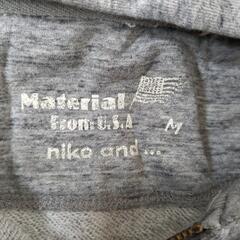 Material
From U.S.A
M
niko and ...